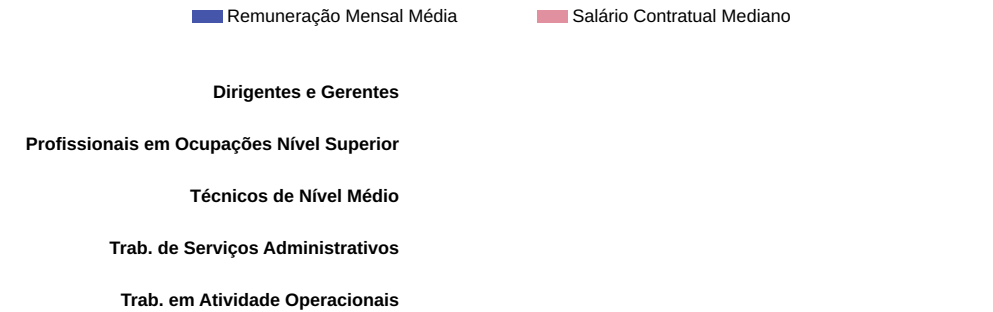 Remuneração Mensal Média Salário Contratual Mediano
Dirigentes e Gerentes
Profissionais em Ocupações Nível Superior
Técnicos de Nível Médio
Trab. de Serviços Administrativos
Trab. em Atividade Operacionais